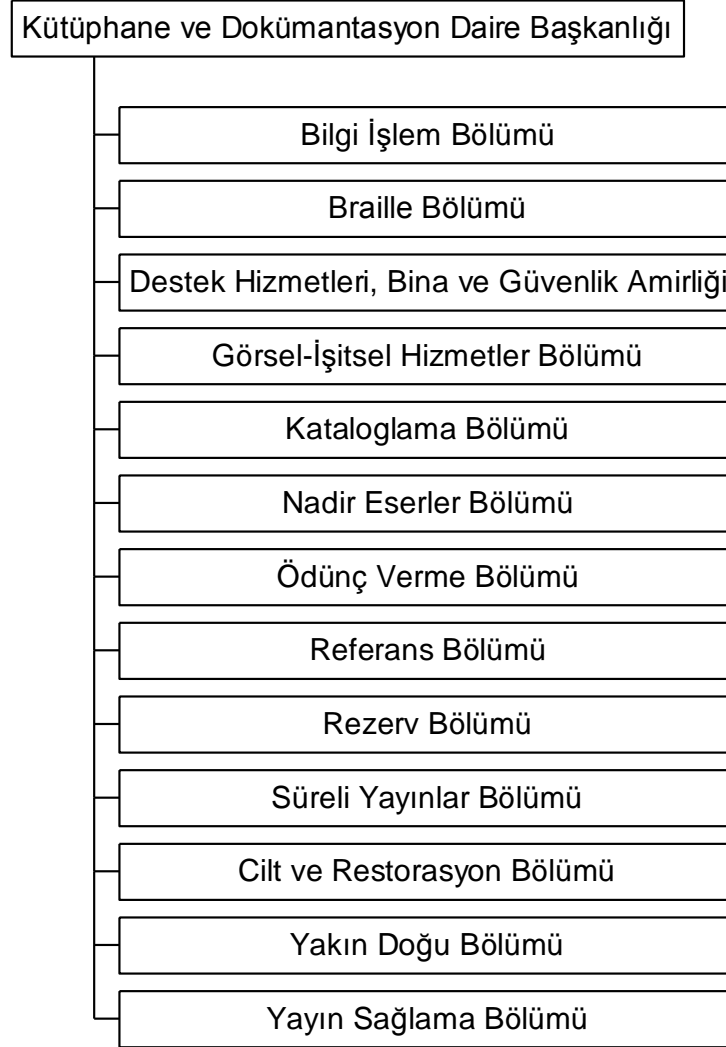 Kütüphane ve Dokümantasyon Daire Başkanlığı
Bilgi İşlem Bölümü
Braille Bölümü
Destek Hizmetleri, Bina ve Güvenlik Amirliği
Görsel-İşitsel Hizmetler Bölümü
Kataloglama Bölümü
Nadir Eserler Bölümü
Ödünç Verme Bölümü
Referans Bölümü
Rezerv Bölümü
Süreli Yayınlar Bölümü
Cilt ve Restorasyon Bölümü
Yakın Doğu Bölümü
Yayın Sağlama Bölümü